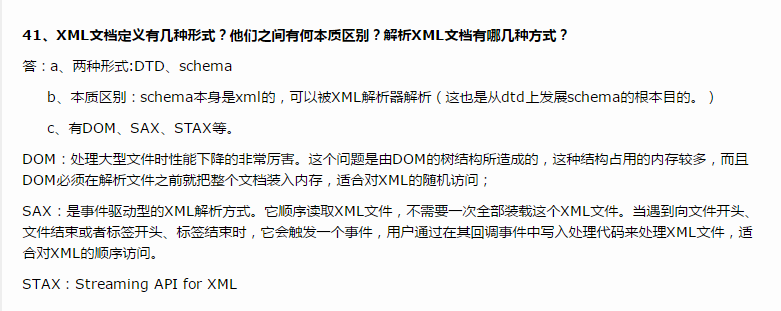 41、XML文档定义有几种形式？他们之间有何本质区别？解析XML文档有哪几种方式？
答：a、两种形式:DTD、schema
b、本质区别：schema本身是xml的，可以被XML解析器解析（这也是从dtd上发展schema的根本目的。）
c、有DOM、SAX、STAX等。
DOM：处理大型文件时性能下降的非常厉害。这个问题是由DOM的树结构所造成的，这种结构占用的内存较多，而且
DOM必须在解析文件之前就把整个文档装入内存，适合对XML的随机访问；
SAX：是事件驱动型的XML解析方式。它顺序读取XML文件，不需要一次全部装载这个XML文件。当遇到向文件开头、
文件结束或者标签开头、标签结束时，它会触发一个事件，用户通过在其回调事件中写入处理代码来处理XML文件，适
合对XML的顺序访问。
STAX：Streaming API for XML